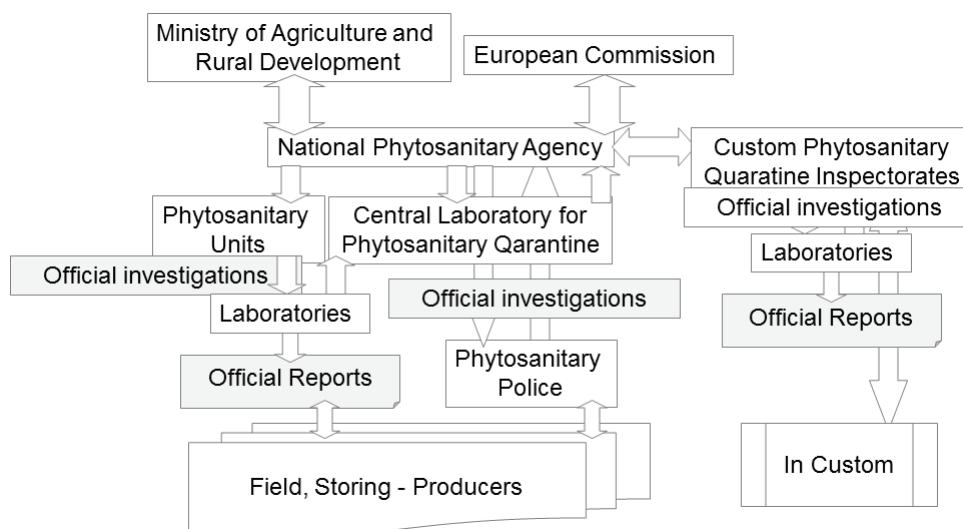 Ministry of Agriculture and
Rural Development
European Commission
National Phytosanitary Agency
Custom Phytosanitary
Quaratine Inspectorates
Official investigations
Phytosanitary
Units
Central Laboratory for
Phytosanitary Qarantine
Laboratories
Official investigations
Official investigations
Laboratories
Official Reports
Official Reports
Phytosanitary
Police
In Custom
Field, Storing - Producers